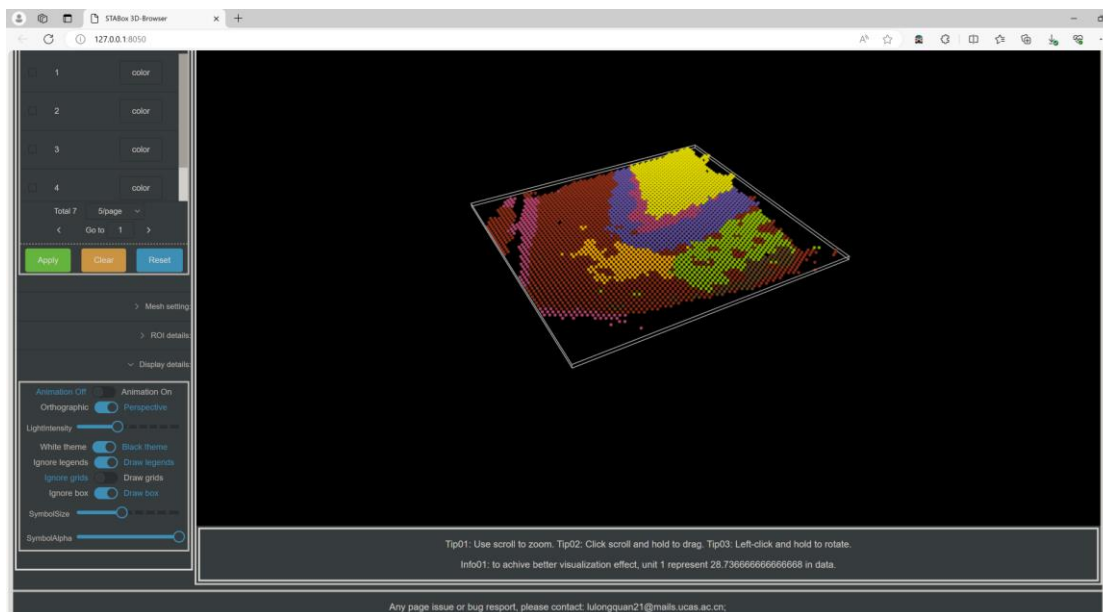 STABox 3D-Browser
127.0.0.1:8050
1 color
2 color
3 color
4 color
Total 7 5/page
Go to 1
Apply Clear Reset
Mesh setting:
ROI details:
Display details:
Animation Off Animation On
Orthographic Perspective
LightIntensity
White theme Black theme
Ignore legends Draw legends
Ignore grids Draw grids
Ignore box Draw box
SymbolSize
SymbolAlpha
Tip01: Use scroll to zoom. Tip02: Click scroll and hold to drag. Tip03: Left-click and hold to rotate.
Info01: to achive better visualization effect, unit 1 represent 28.736666666666668 in data.
Any page issue or bug resport, please contact: lulongquan21@mails.ucas.ac.cn;